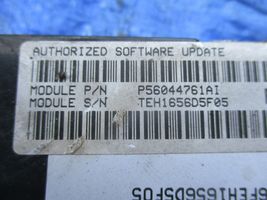 AUTHORIZED SOFTWARE UPDATE
MODULE P/N P56044761AI
MODULE S/N TEH1656D5F05